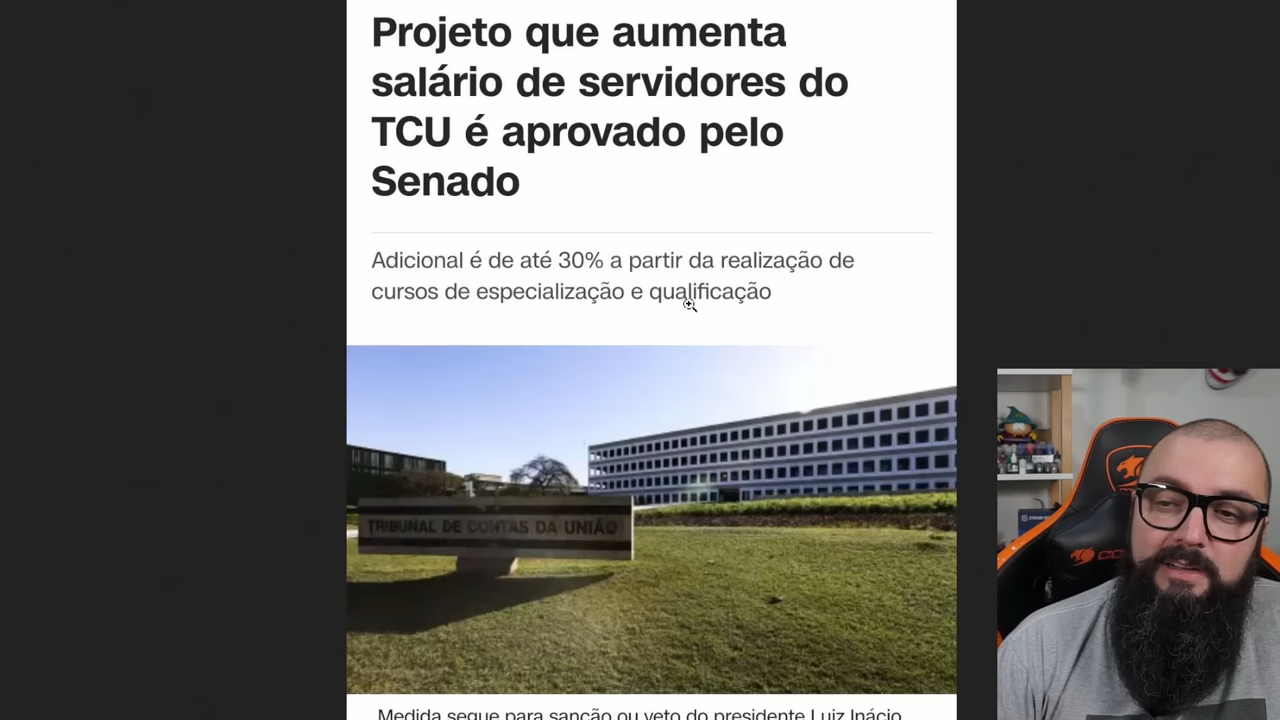 Projeto que aumenta
salário de servidores do
TCU é aprovado pelo
Senado
Adicional é de até 30% a partir da realização de
cursos de especialização e qualificação
TRIBUNAL DE CONTAS DA UNIÃO
Medida segue para sanção ou veto do presidente Luiz Inácio